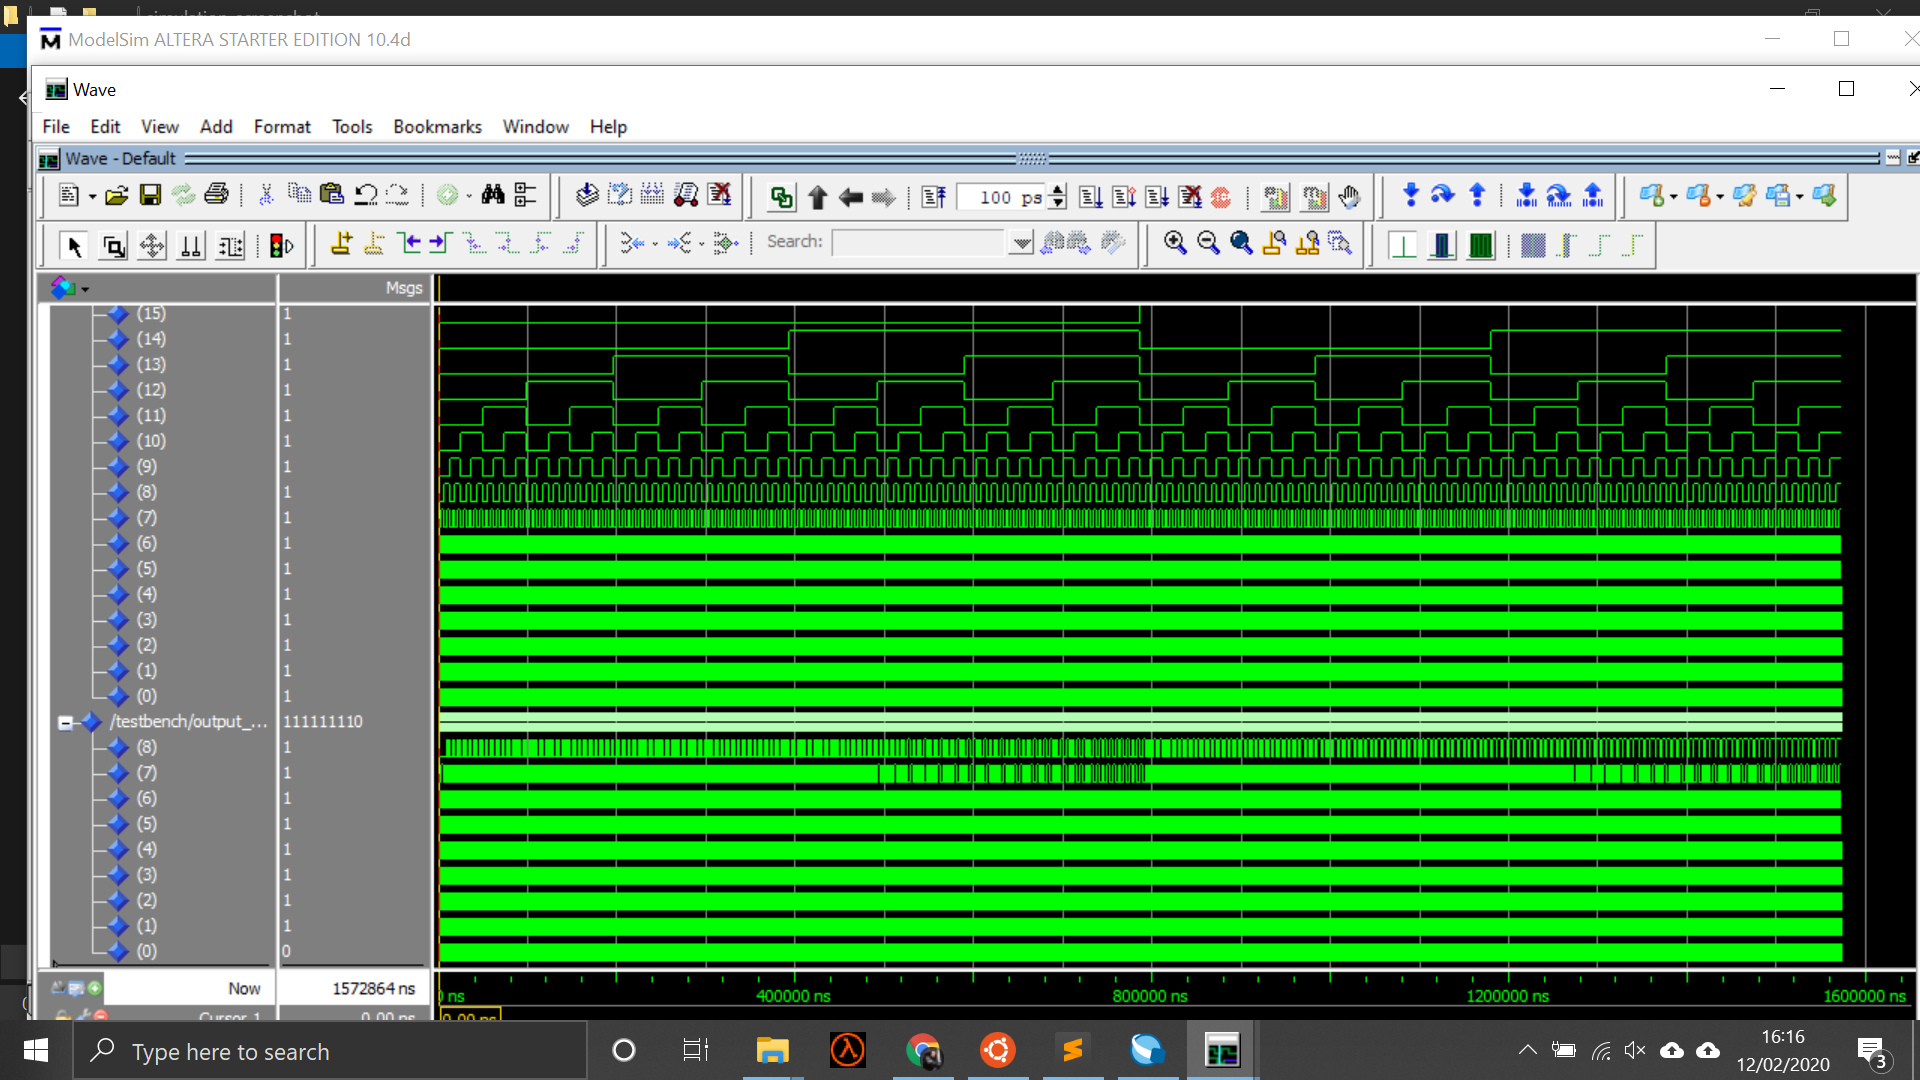 simulation screenshot
ModelSim ALTERA STARTER EDITION 10.4d
Wave
File Edit View Add Format Tools Bookmarks Window Help
Wave - Default
100 ps
Search:
Msgs
(15) 1
(14) 1
(13) 1
(12) 1
(11) 1
(10) 1
(9) 1
(8) 1
(7) 1
(6) 1
(5) 1
(4) 1
(3) 1
(2) 1
(1) 1
(0) 1
/testbench/output_... 111111110
(8) 1
(7) 1
(6) 1
(5) 1
(4) 1
(3) 1
(2) 1
(1) 1
(0) 0
Now 1572864 ns
ns 400000 ns 800000 ns 1200000 ns 1600000 ns
Cursor 1 0.00 ns 0.00 ns
Type here to search
16:16
12/02/2020
3